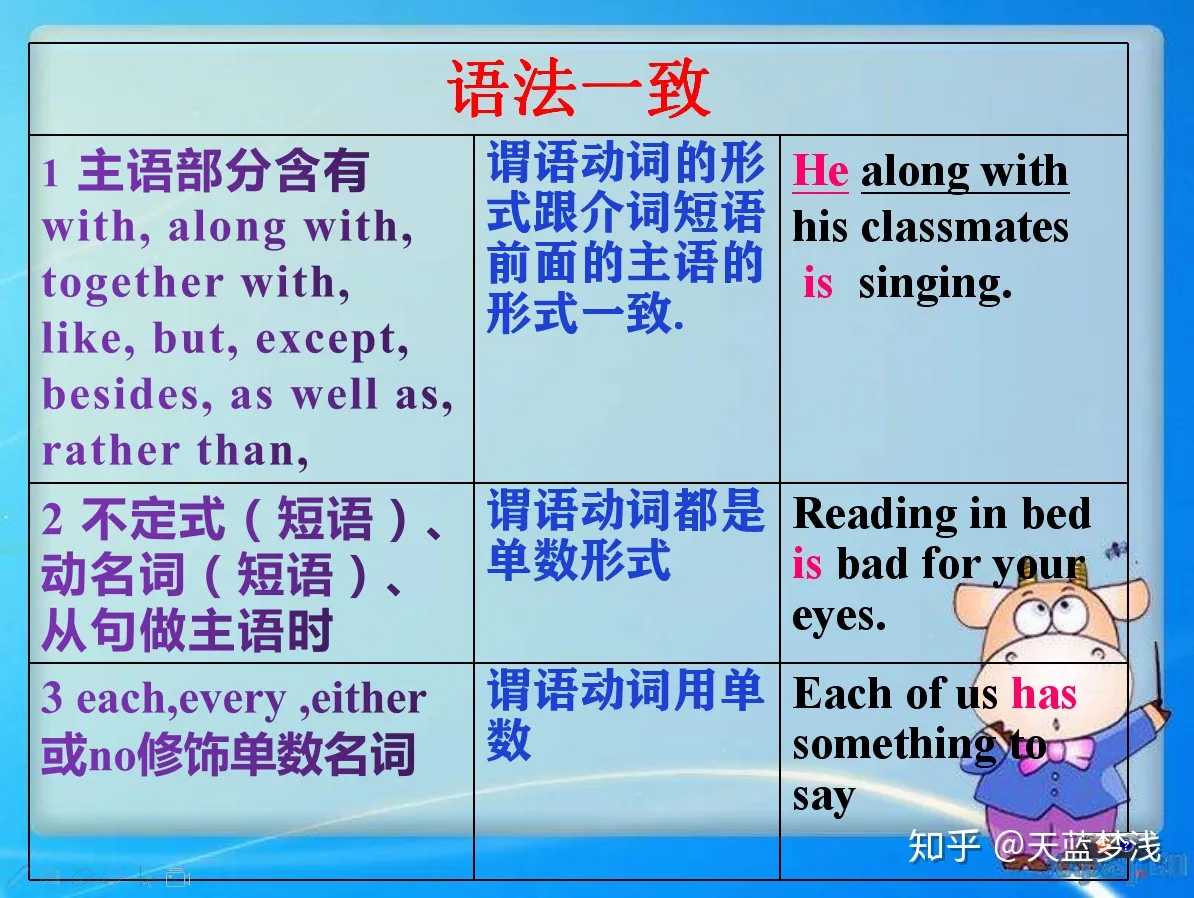 语法一致
1 主语部分含有
with, along with,
together with,
like, but, except,
besides, as well as,
rather than,
谓语动词的形
式跟介词短语
前面的主语的
形式一致.
He along with
his classmates
is singing.
2 不定式（短语）、
动名词（短语）、
从句做主语时
谓语动词都是
单数形式
Reading in bed
is bad for your
eyes.
3 each,every ,either
或no修饰单数名词
谓语动词用单
数
Each of us has
something to
say
知乎 @天蓝梦浅